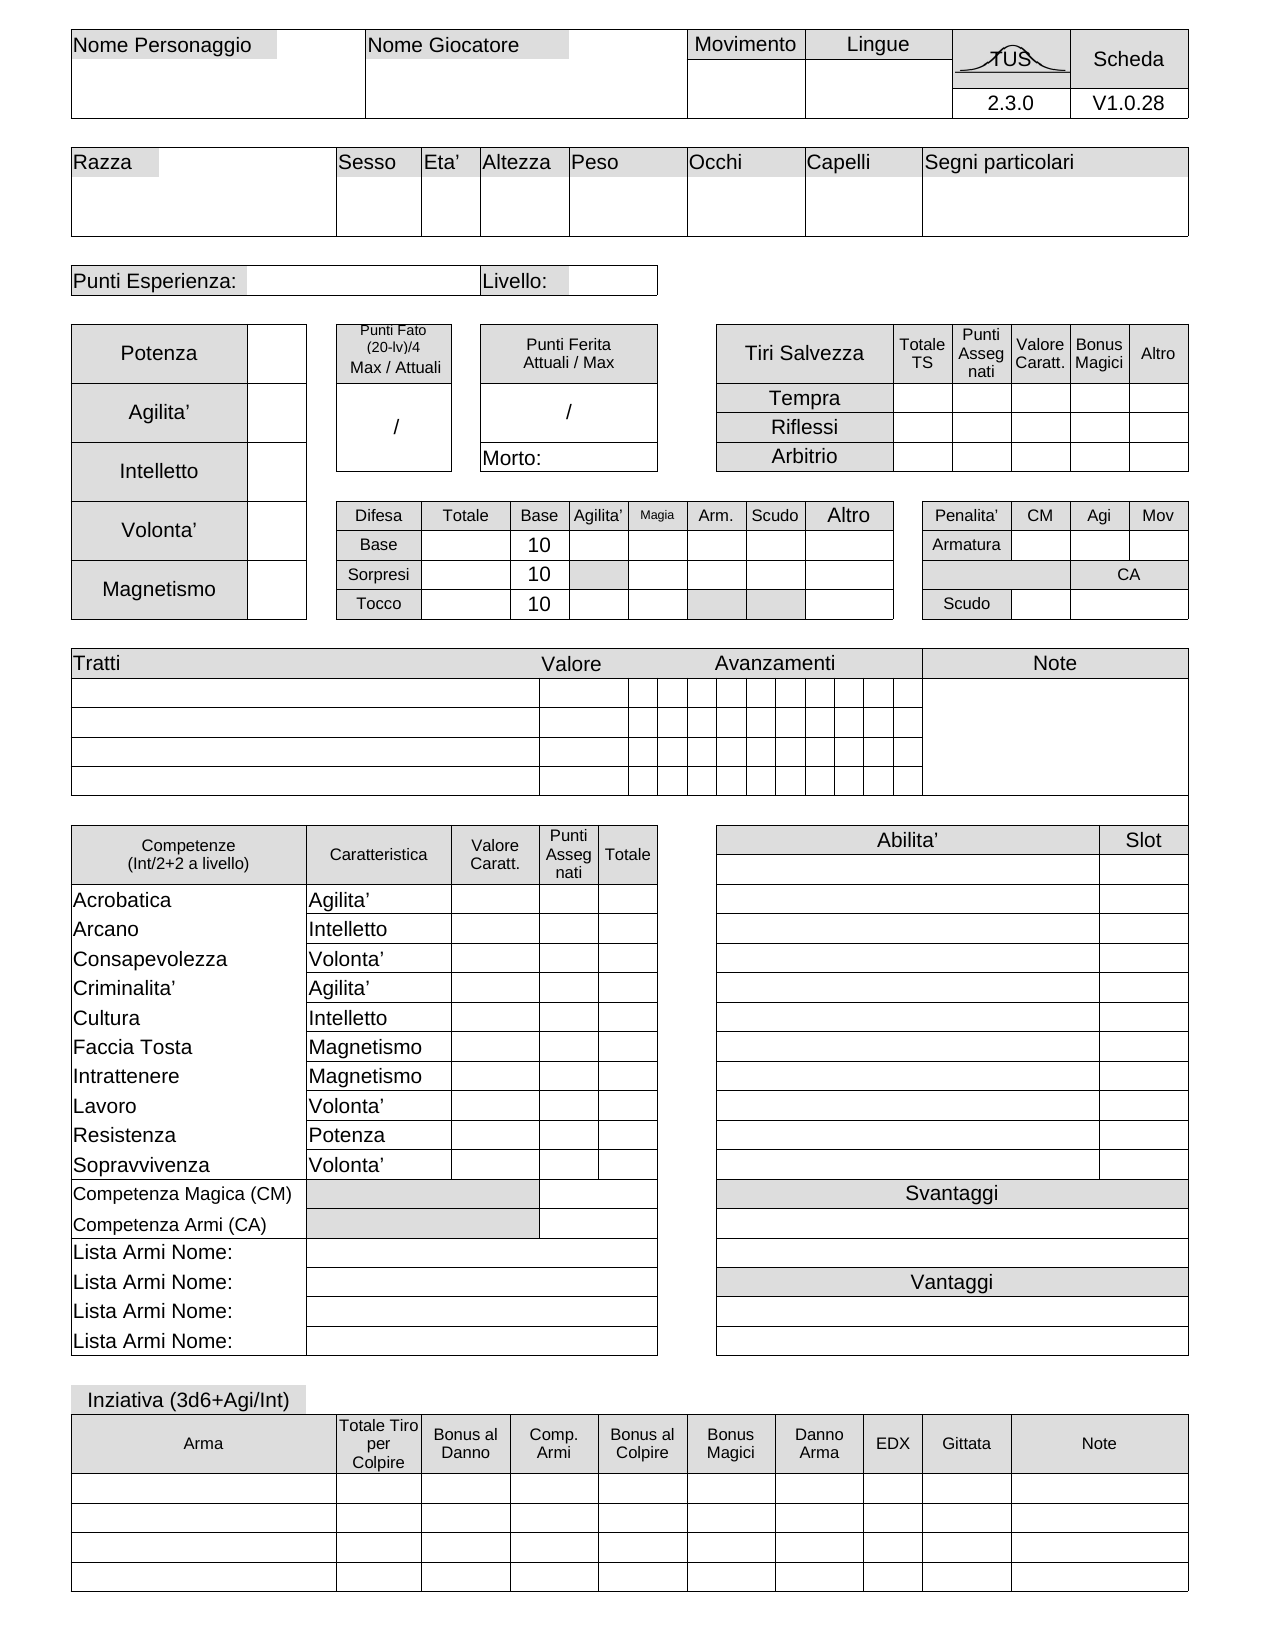 Nome Personaggio Nome Giocatore Movimento Lingue TUS Scheda
2.3.0 V1.0.28
Razza Sesso Eta’ Altezza Peso Occhi Capelli Segni particolari
Punti Esperienza: Livello:
Potenza
Agilita’
Intelletto
Volonta’
Magnetismo
Punti Fato
(20-lv)/4
Max / Attuali
/
Punti Ferita
Attuali / Max
/
Morto:
Tiri Salvezza Totale TS Punti Asseg nati Valore Caratt. Bonus Magici Altro
Tempra
Riflessi
Arbitrio
Difesa Totale Base Agilita’ Magia Arm. Scudo Altro
Base 10
Sorpresi 10
Tocco 10
Penalita’ CM Agi Mov
Armatura
CA
Scudo
Tratti Valore Avanzamenti Note
Competenze
(Int/2+2 a livello)
Caratteristica Valore Caratt. Punti Asseg nati Totale
Acrobatica Agilita’
Arcano Intelletto
Consapevolezza Volonta’
Criminalita’ Agilita’
Cultura Intelletto
Faccia Tosta Magnetismo
Intrattenere Magnetismo
Lavoro Volonta’
Resistenza Potenza
Sopravvivenza Volonta’
Competenza Magica (CM)
Competenza Armi (CA)
Lista Armi Nome:
Lista Armi Nome:
Lista Armi Nome:
Lista Armi Nome:
Abilita’ Slot
Svantaggi
Vantaggi
Inziativa (3d6+Agi/Int)
Arma Totale Tiro per Colpire Bonus al Danno Comp. Armi Bonus al Colpire Bonus Magici Danno Arma EDX Gittata Note